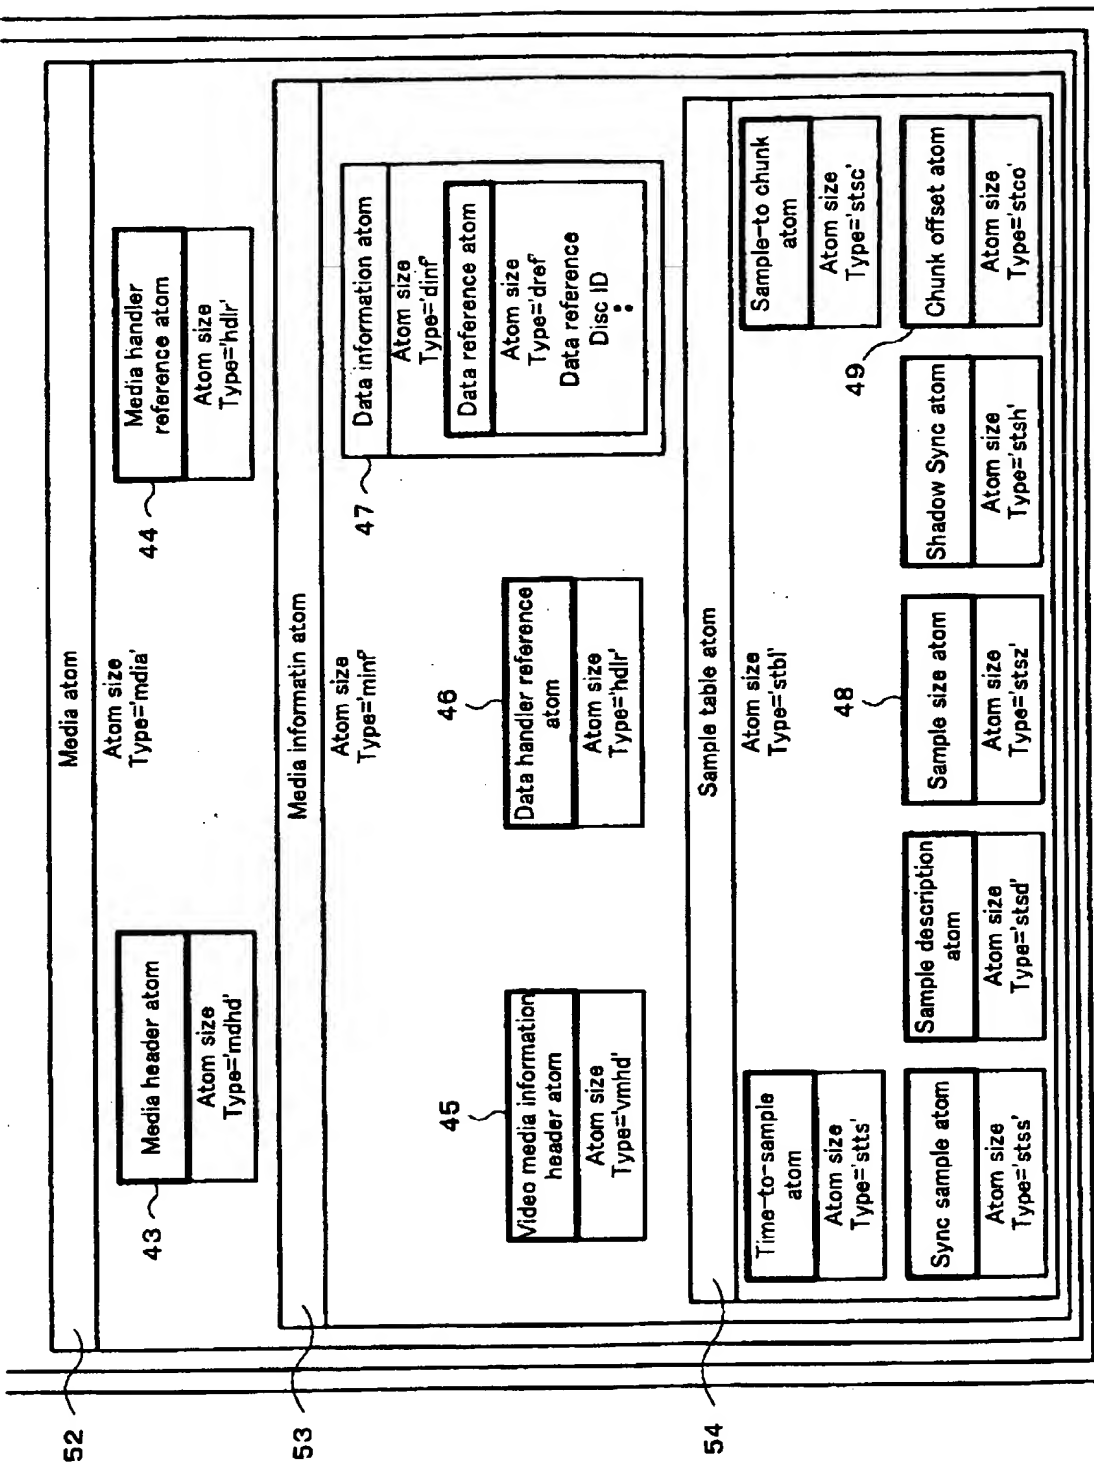 52
Media atom
Atom size
Type='mdia'
43
Media header atom
Atom size
Type='mdhd'
44
Media handler
reference atom
Atom size
Type='hdlr'
53
Media informatin atom
Atom size
Type='minf'
45
Video media information
header atom
Atom size
Type='vmhd'
46
Data handler reference
atom
Atom size
Type='hdlr'
47
Data information atom
Atom size
Type='dinf'
Data reference atom
Atom size
Type='dref'
Data reference
Disc ID
:
54
Sample table atom
Atom size
Type='stbl'
Time-to-sample
atom
Atom size
Type='stts'
Sample-to chunk
atom
Atom size
Type='stsc'
Sync sample atom
Atom size
Type='stss'
Sample description
atom
Atom size
Type='stsd'
48
Sample size atom
Atom size
Type='stsz'
Shadow Sync atom
Atom size
Type='stsh'
49
Chunk offset atom
Atom size
Type='stco'